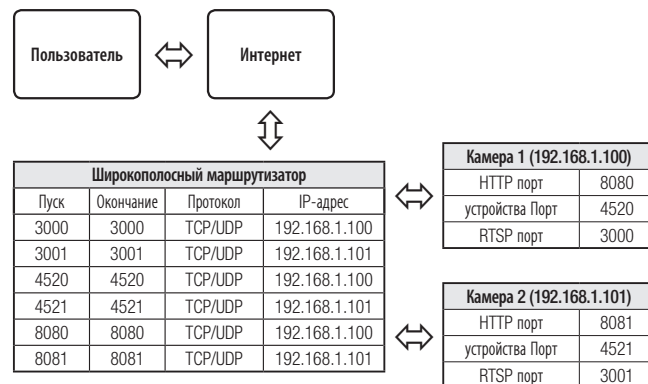 Пользователь
Интернет
Широкополосный маршрутизатор
Пуск Окончание Протокол IP-адрес
3000 3000 TCP/UDP 192.168.1.100
3001 3001 TCP/UDP 192.168.1.101
4520 4520 TCP/UDP 192.168.1.100
4521 4521 TCP/UDP 192.168.1.101
8080 8080 TCP/UDP 192.168.1.100
8081 8081 TCP/UDP 192.168.1.101
Камера 1 (192.168.1.100)
HTTP порт 8080
устройства Порт 4520
RTSP порт 3000
Камера 2 (192.168.1.101)
HTTP порт 8081
устройства Порт 4521
RTSP порт 3001